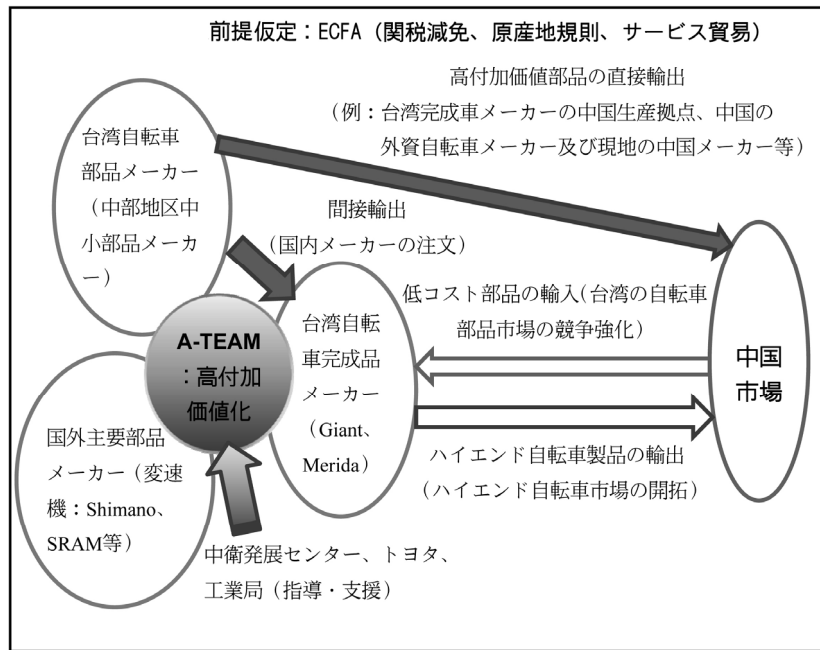 前提仮定：ECFA（関税減免、原産地規則、サービス貿易）
高付加価値部品の直接輸出
（例：台湾完成車メーカーの中国生産拠点、中国の
外資自転車メーカー及び現地の中国メーカー等）
台湾自転車
部品メーカー
（中部地区中
小部品メーカ
ー）
間接輸出
（国内メーカーの注文）
低コスト部品の輸入(台湾の自転車
部品市場の競争強化）
A-TEAM
：高付加
価値化
台湾自転
車完成品
メーカー
（Giant、
Merida）
中国
市場
国外主要部品
メーカー（変速
機：Shimano、
SRAM等）
ハイエンド自転車製品の輸出
（ハイエンド自転車市場の開拓）
中衛発展センター、トヨタ、
工業局（指導・支援）